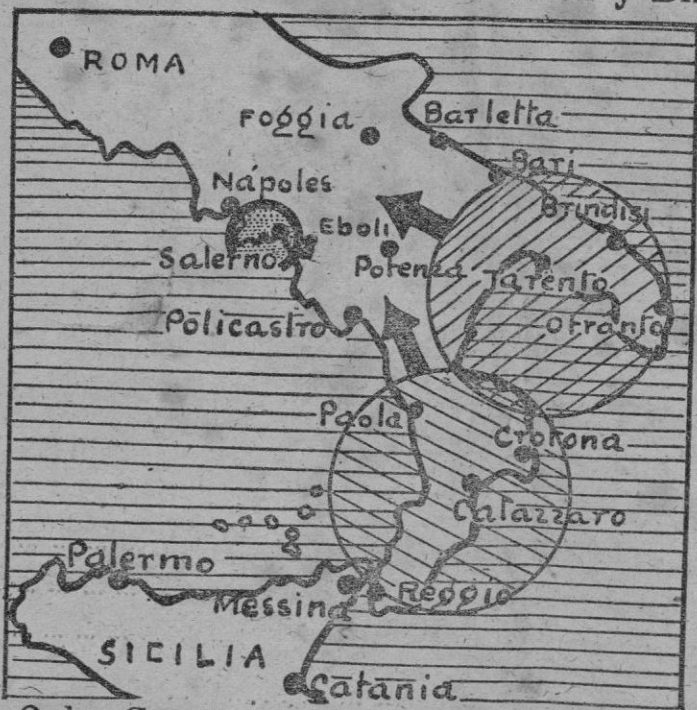 ROMA
Foggia
Barletta
Bari
Nápoles
Brindisi
Eboli
Salerno
Potenza
Tarento
Policastro
Otranto
Paola
Crotona
Catazzaro
Palermo
Messina
Reggio
SICILIA
Catania